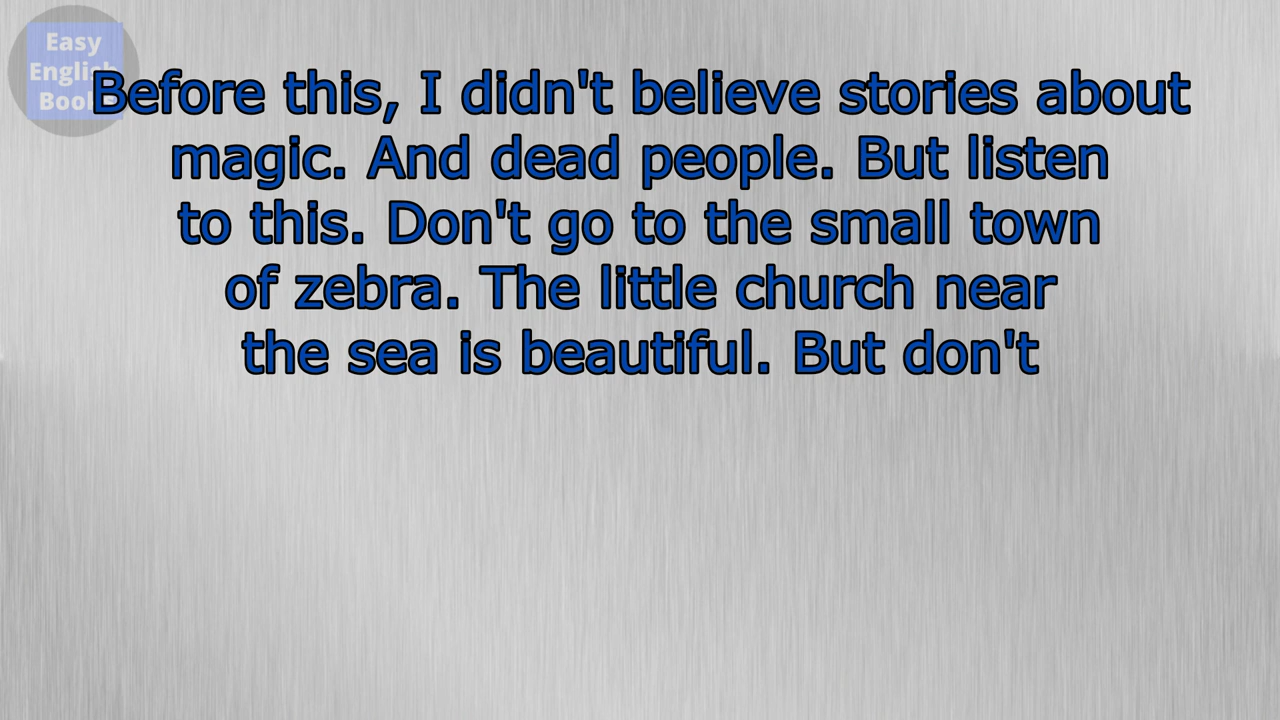 Easy
English
Books
Before this, I didn't believe stories about
magic. And dead people. But listen
to this. Don't go to the small town
of zebra. The little church near
the sea is beautiful. But don't